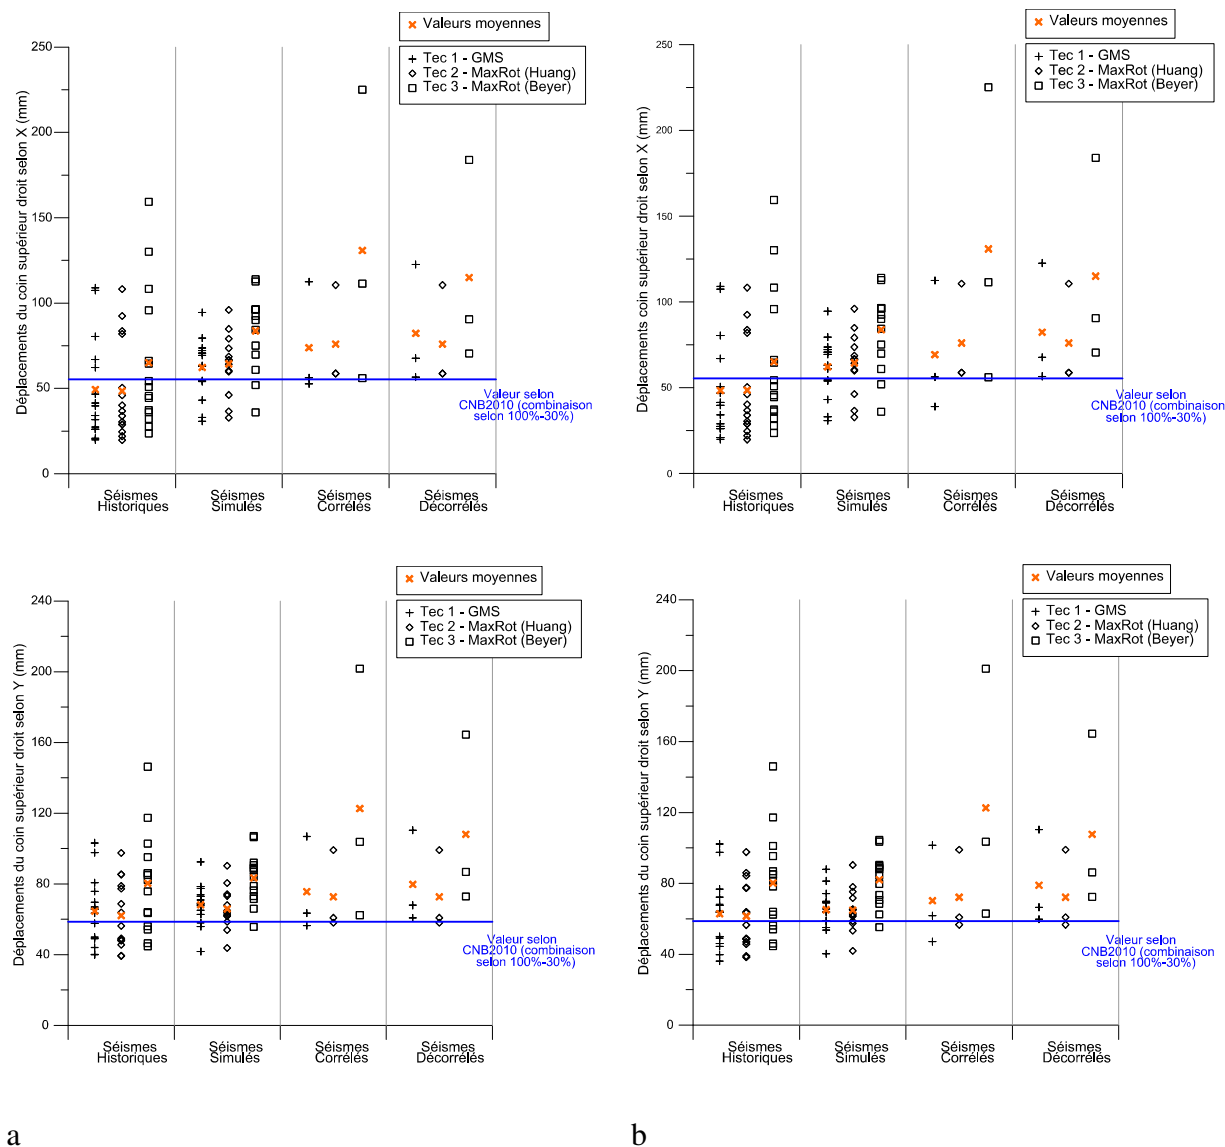 Valeurs moyennes
Tec 1 - GMS
Tec 2 - MaxRot (Huang)
Tec 3 - MaxRot (Beyer)
Déplacements du coin supérieur droit selon X (mm)
250
200
150
100
50
0
Valeur selon
CNB2010 (combinaison
selon 100%-30%)
Séismes
Historiques
Séismes
Simulés
Séismes
Corrélés
Séismes
Décorrélés
Valeurs moyennes
Tec 1 - GMS
Tec 2 - MaxRot (Huang)
Tec 3 - MaxRot (Beyer)
Déplacements coin supérieur droit selon X (mm)
250
200
150
100
50
0
Valeur selon
CNB2010 (combinaison
selon 100%-30%)
Séismes
Historiques
Séismes
Simulés
Séismes
Corrélés
Séismes
Décorrélés
Valeurs moyennes
Tec 1 - GMS
Tec 2 - MaxRot (Huang)
Tec 3 - MaxRot (Beyer)
Déplacements du coin supérieur droit selon Y (mm)
240
200
160
120
80
40
0
Valeur selon
CNB2010 (combinaison
selon 100%-30%)
Séismes
Historiques
Séismes
Simulés
Séismes
Corrélés
Séismes
Décorrélés
Valeurs moyennes
Tec 1 - GMS
Tec 2 - MaxRot (Huang)
Tec 3 - MaxRot (Beyer)
Déplacements du coin supérieur droit selon Y (mm)
240
200
160
120
80
40
0
Valeur selon
CNB2010 (combinaison
selon 100%-30%)
Séismes
Historiques
Séismes
Simulés
Séismes
Corrélés
Séismes
Décorrélés
a
b